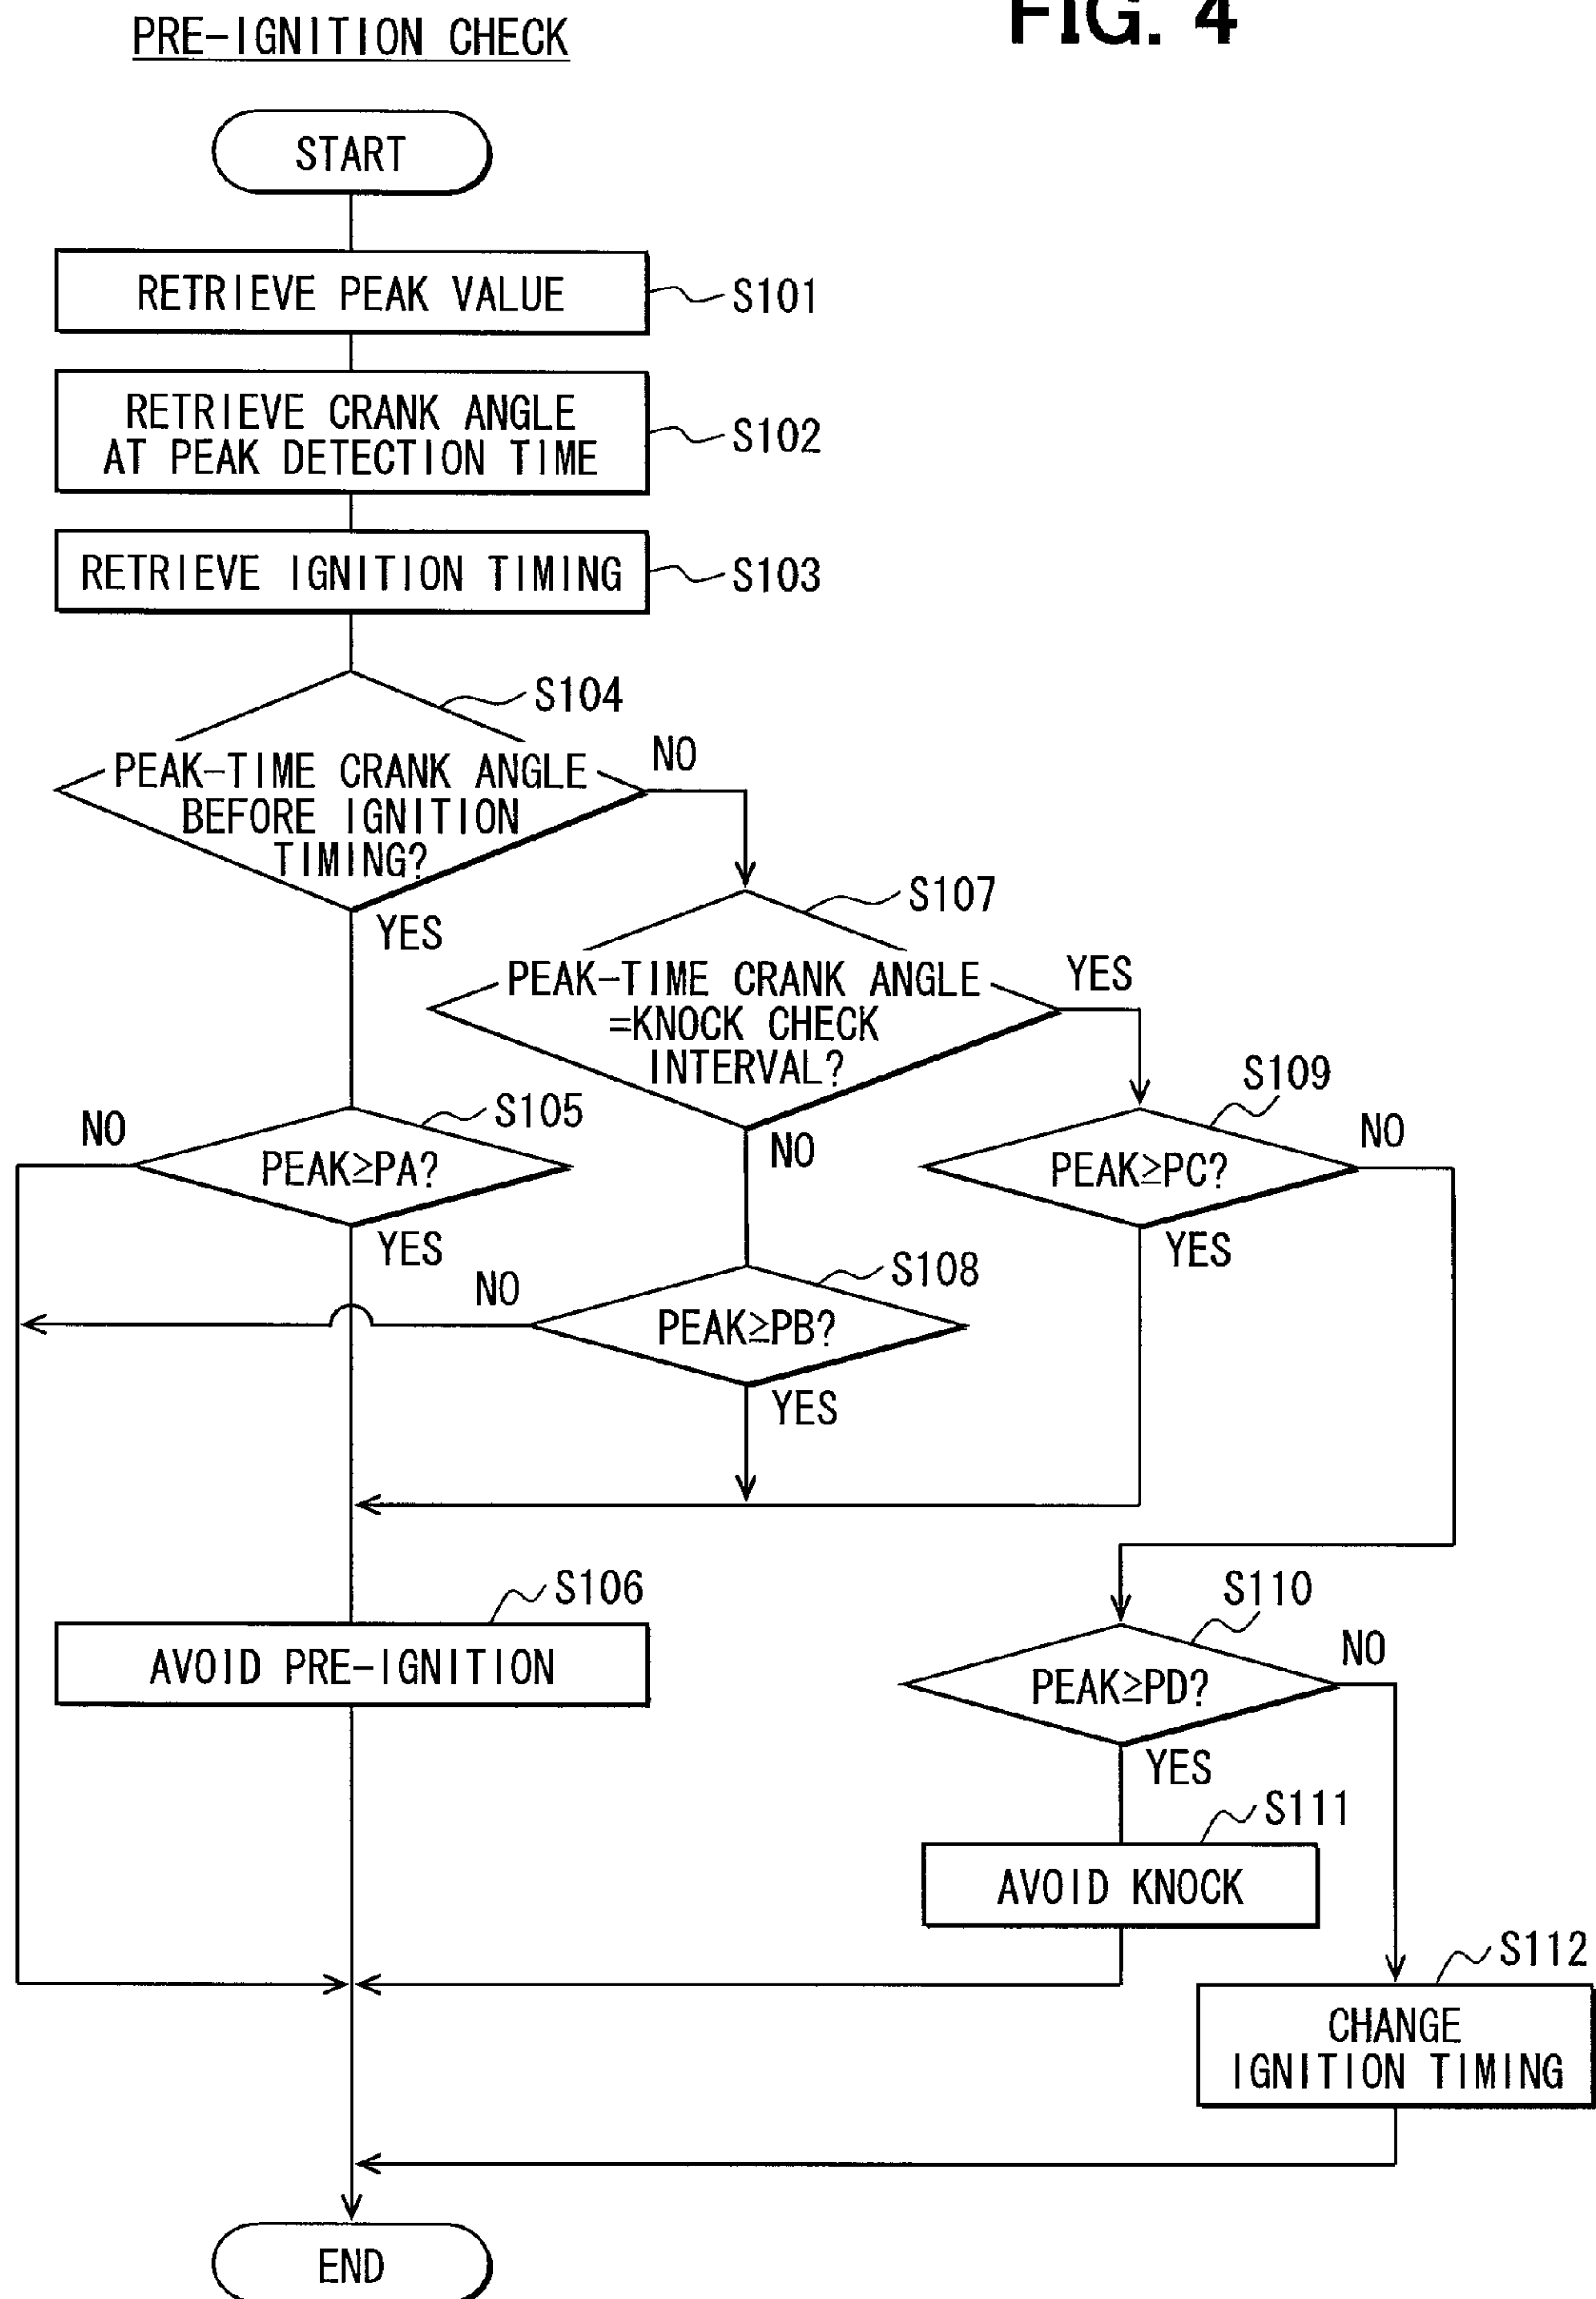 FIG. 4
PRE-IGNITION CHECK
START
RETRIEVE PEAK VALUE
S101
RETRIEVE CRANK ANGLE
AT PEAK DETECTION TIME
S102
RETRIEVE IGNITION TIMING
S103
S104
PEAK-TIME CRANK ANGLE
BEFORE IGNITION
TIMING?
NO
YES
S107
PEAK-TIME CRANK ANGLE
=KNOCK CHECK
INTERVAL?
YES
NO
S105
PEAK≧PA?
NO
YES
S109
PEAK≧PC?
NO
YES
S108
PEAK≧PB?
NO
YES
S106
AVOID PRE-IGNITION
S110
PEAK≧PD?
NO
YES
S111
AVOID KNOCK
S112
CHANGE
IGNITION TIMING
END